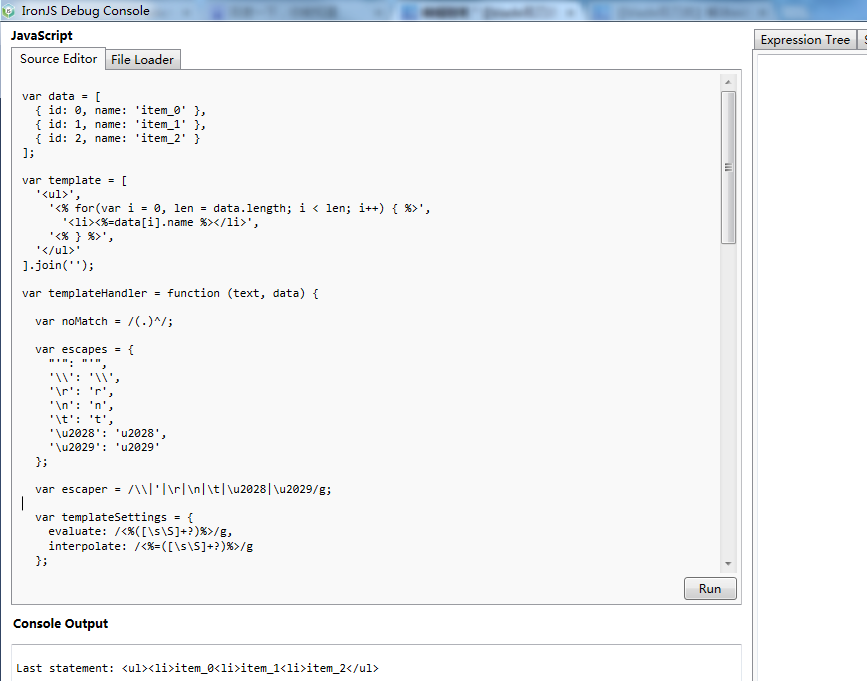 IronJS Debug Console
JavaScript
Source Editor
File Loader
Expression Tree
var data = [
{ id: 0, name: 'item_0' },
{ id: 1, name: 'item_1' },
{ id: 2, name: 'item_2' }
];
var template = [
'<ul>',
'<% for(var i = 0, len = data.length; i < len; i++) { %>',
'<li><%=data[i].name %></li>',
'<% } %>',
'</ul>'
].join('');
var templateHandler = function (text, data) {
var noMatch = /(.)^/;
var escapes = {
"'": "'",
'\\': '\\',
'\r': 'r',
'\n': 'n',
'\t': 't',
'\u2028': 'u2028',
'\u2029': 'u2029'
};
var escaper = /\\|'|\r|\n|\t|\u2028|\u2029/g;
var templateSettings = {
evaluate: /<%([\s\S]+?)%>/g,
interpolate: /<%=([\s\S]+?)%>/g
};
Run
Console Output
Last statement: <ul><li>item_0<li>item_1<li>item_2</ul>